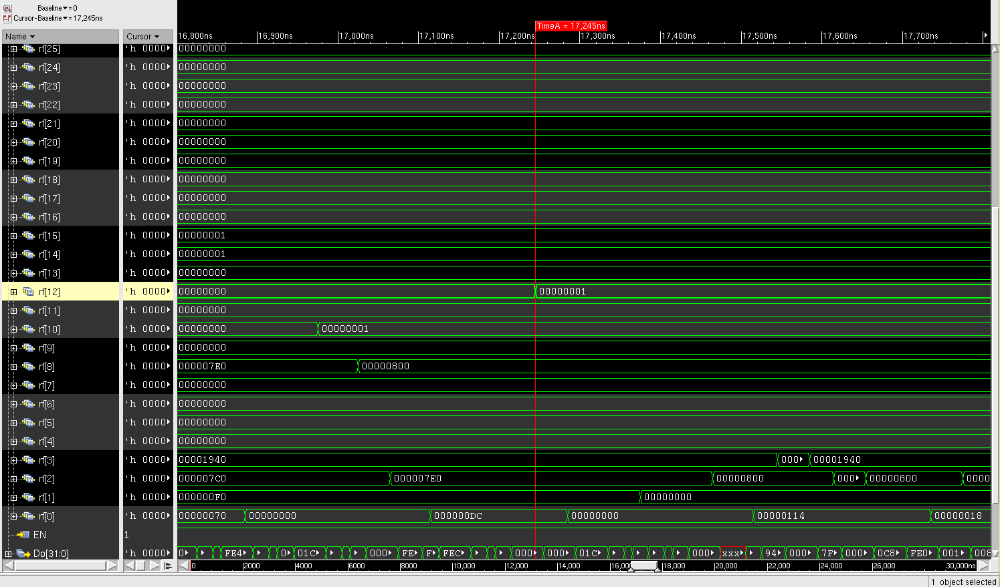 Baseline▼= 0
Cursor-Baseline▼= 17,245ns
Name▼ Cursor▼ 16,800ns 16,900ns 17,000ns 17,100ns 17,200ns 17,300ns 17,400ns 17,500ns 17,600ns 17,700ns
TimeA = 17,245ns
rf[25] 'h 0000 00000000
rf[24] 'h 0000 00000000
rf[23] 'h 0000 00000000
rf[22] 'h 0000 00000000
rf[21] 'h 0000 00000000
rf[20] 'h 0000 00000000
rf[19] 'h 0000 00000000
rf[18] 'h 0000 00000000
rf[17] 'h 0000 00000000
rf[16] 'h 0000 00000000
rf[15] 'h 0000 00000001
rf[14] 'h 0000 00000001
rf[13] 'h 0000 00000000
rf[12] 'h 0000 00000000 00000001
rf[11] 'h 0000 00000000
rf[10] 'h 0000 00000000 00000001
rf[9] 'h 0000 00000000
rf[8] 'h 0000 000007E0 00000800
rf[7] 'h 0000 00000000
rf[6] 'h 0000 00000000
rf[5] 'h 0000 00000000
rf[4] 'h 0000 00000000
rf[3] 'h 0000 00001940 000 00001940
rf[2] 'h 0000 000007C0 000007E0 00000800 000 00000800 0000
rf[1] 'h 0000 000000F0 00000000
rf[0] 'h 0000 00000070 00000000 000000DC 00000000 00000114 00000018
EN 1
Do[31:0] 'h 0000 0 FE4 0 01C 000 FE F FEC 000 000 01C 000 xxx 94 000 7F 000 0C8 FE0 001 008
0 2000 4000 6000 8000 10,000 12,000 14,000 16,000 18,000 20,000 22,000 24,000 26,000 30,000ns
1 object selected